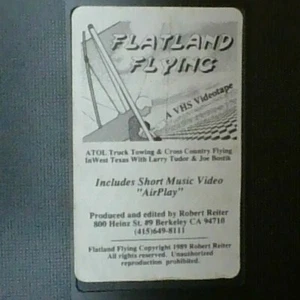 FLATLAND
FLYING
A VHS Videotape
ATOL Truck Towing & Cross Country Flying
InWest Texas With Larry Tudor & Joe Bostik
Includes Short Music Video
"AirPlay"
Produced and edited by Robert Reiter
800 Heinz St. #9 Berkeley CA 94710
(415)649-8111
Flatland Flying Copyright 1989 Robert Reiter
All rights reserved. Unauthorized
reproduction prohibited.